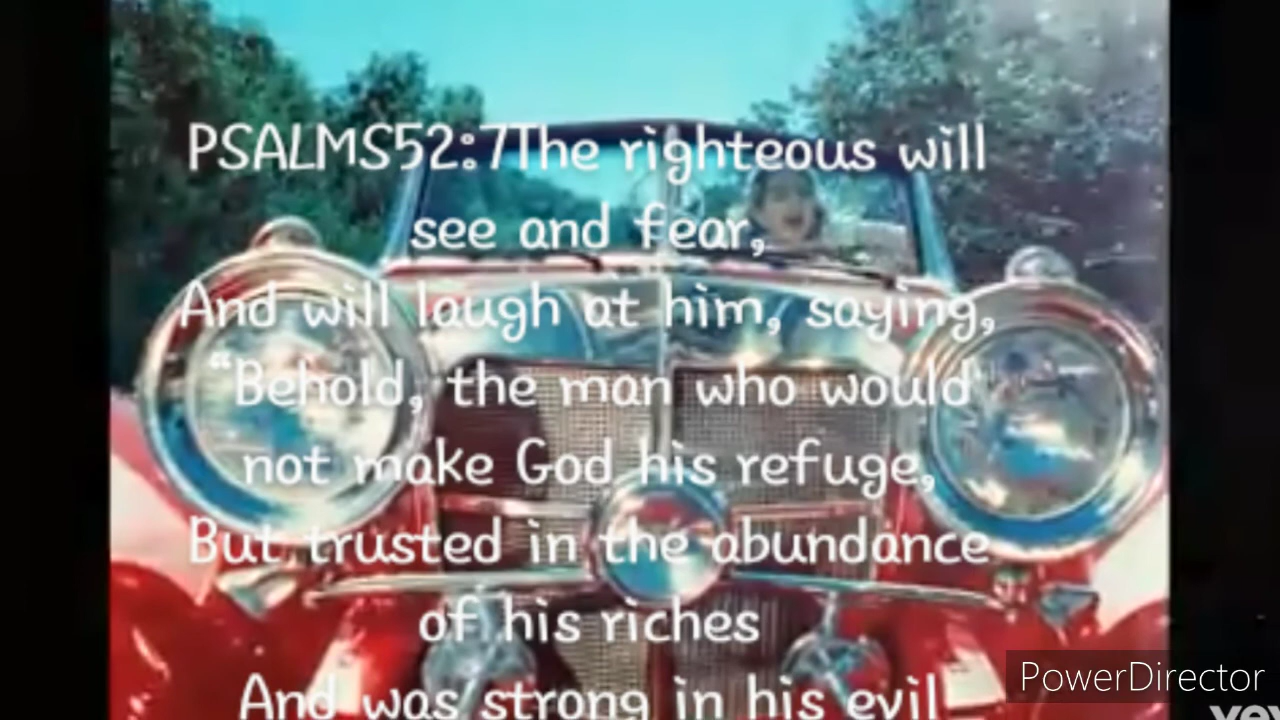 PSALMS52:7The righteous will
see and fear,
And will laugh at him, saying,
“Behold, the man who would
not make God his refuge,
But trusted in the abundance
of his riches
And was strong in his evil
PowerDirector